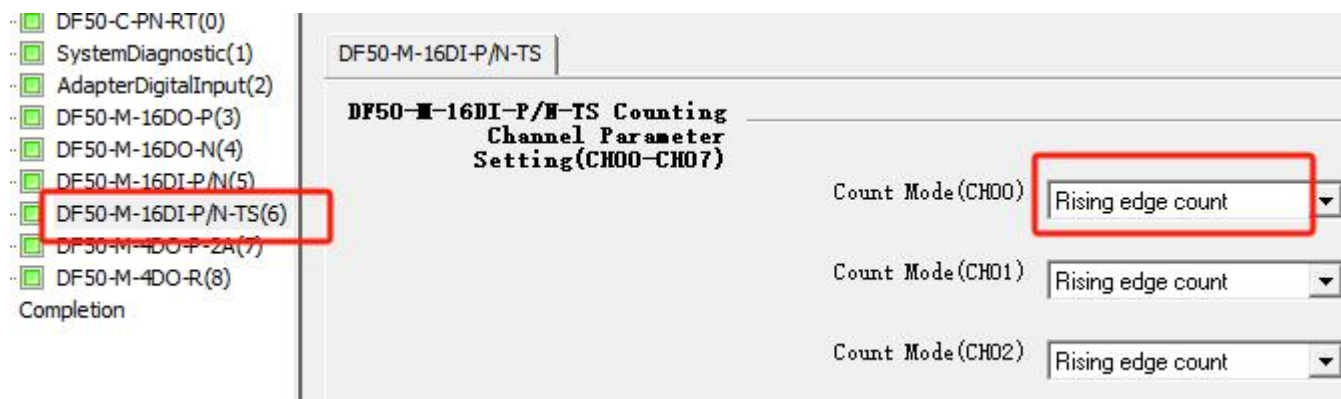 DF50-C-PN-RT(0)
SystemDiagnostic(1)
AdapterDigitalInput(2)
DF50-M-16DO-P(3)
DF50-M-16DO-N(4)
DF50-M-16DI-P/N(5)
DF50-M-16DI-P/N-TS(6)
DF50-M-4DO-P-2A(7)
DF50-M-4DO-R(8)
Completion
DF50-M-16DI-P/N-TS
DF50-M-16DI-P/N-TS Counting
Channel Parameter
Setting(CH00-CH07)
Count Mode(CH00) Rising edge count
Count Mode(CH01) Rising edge count
Count Mode(CH02) Rising edge count